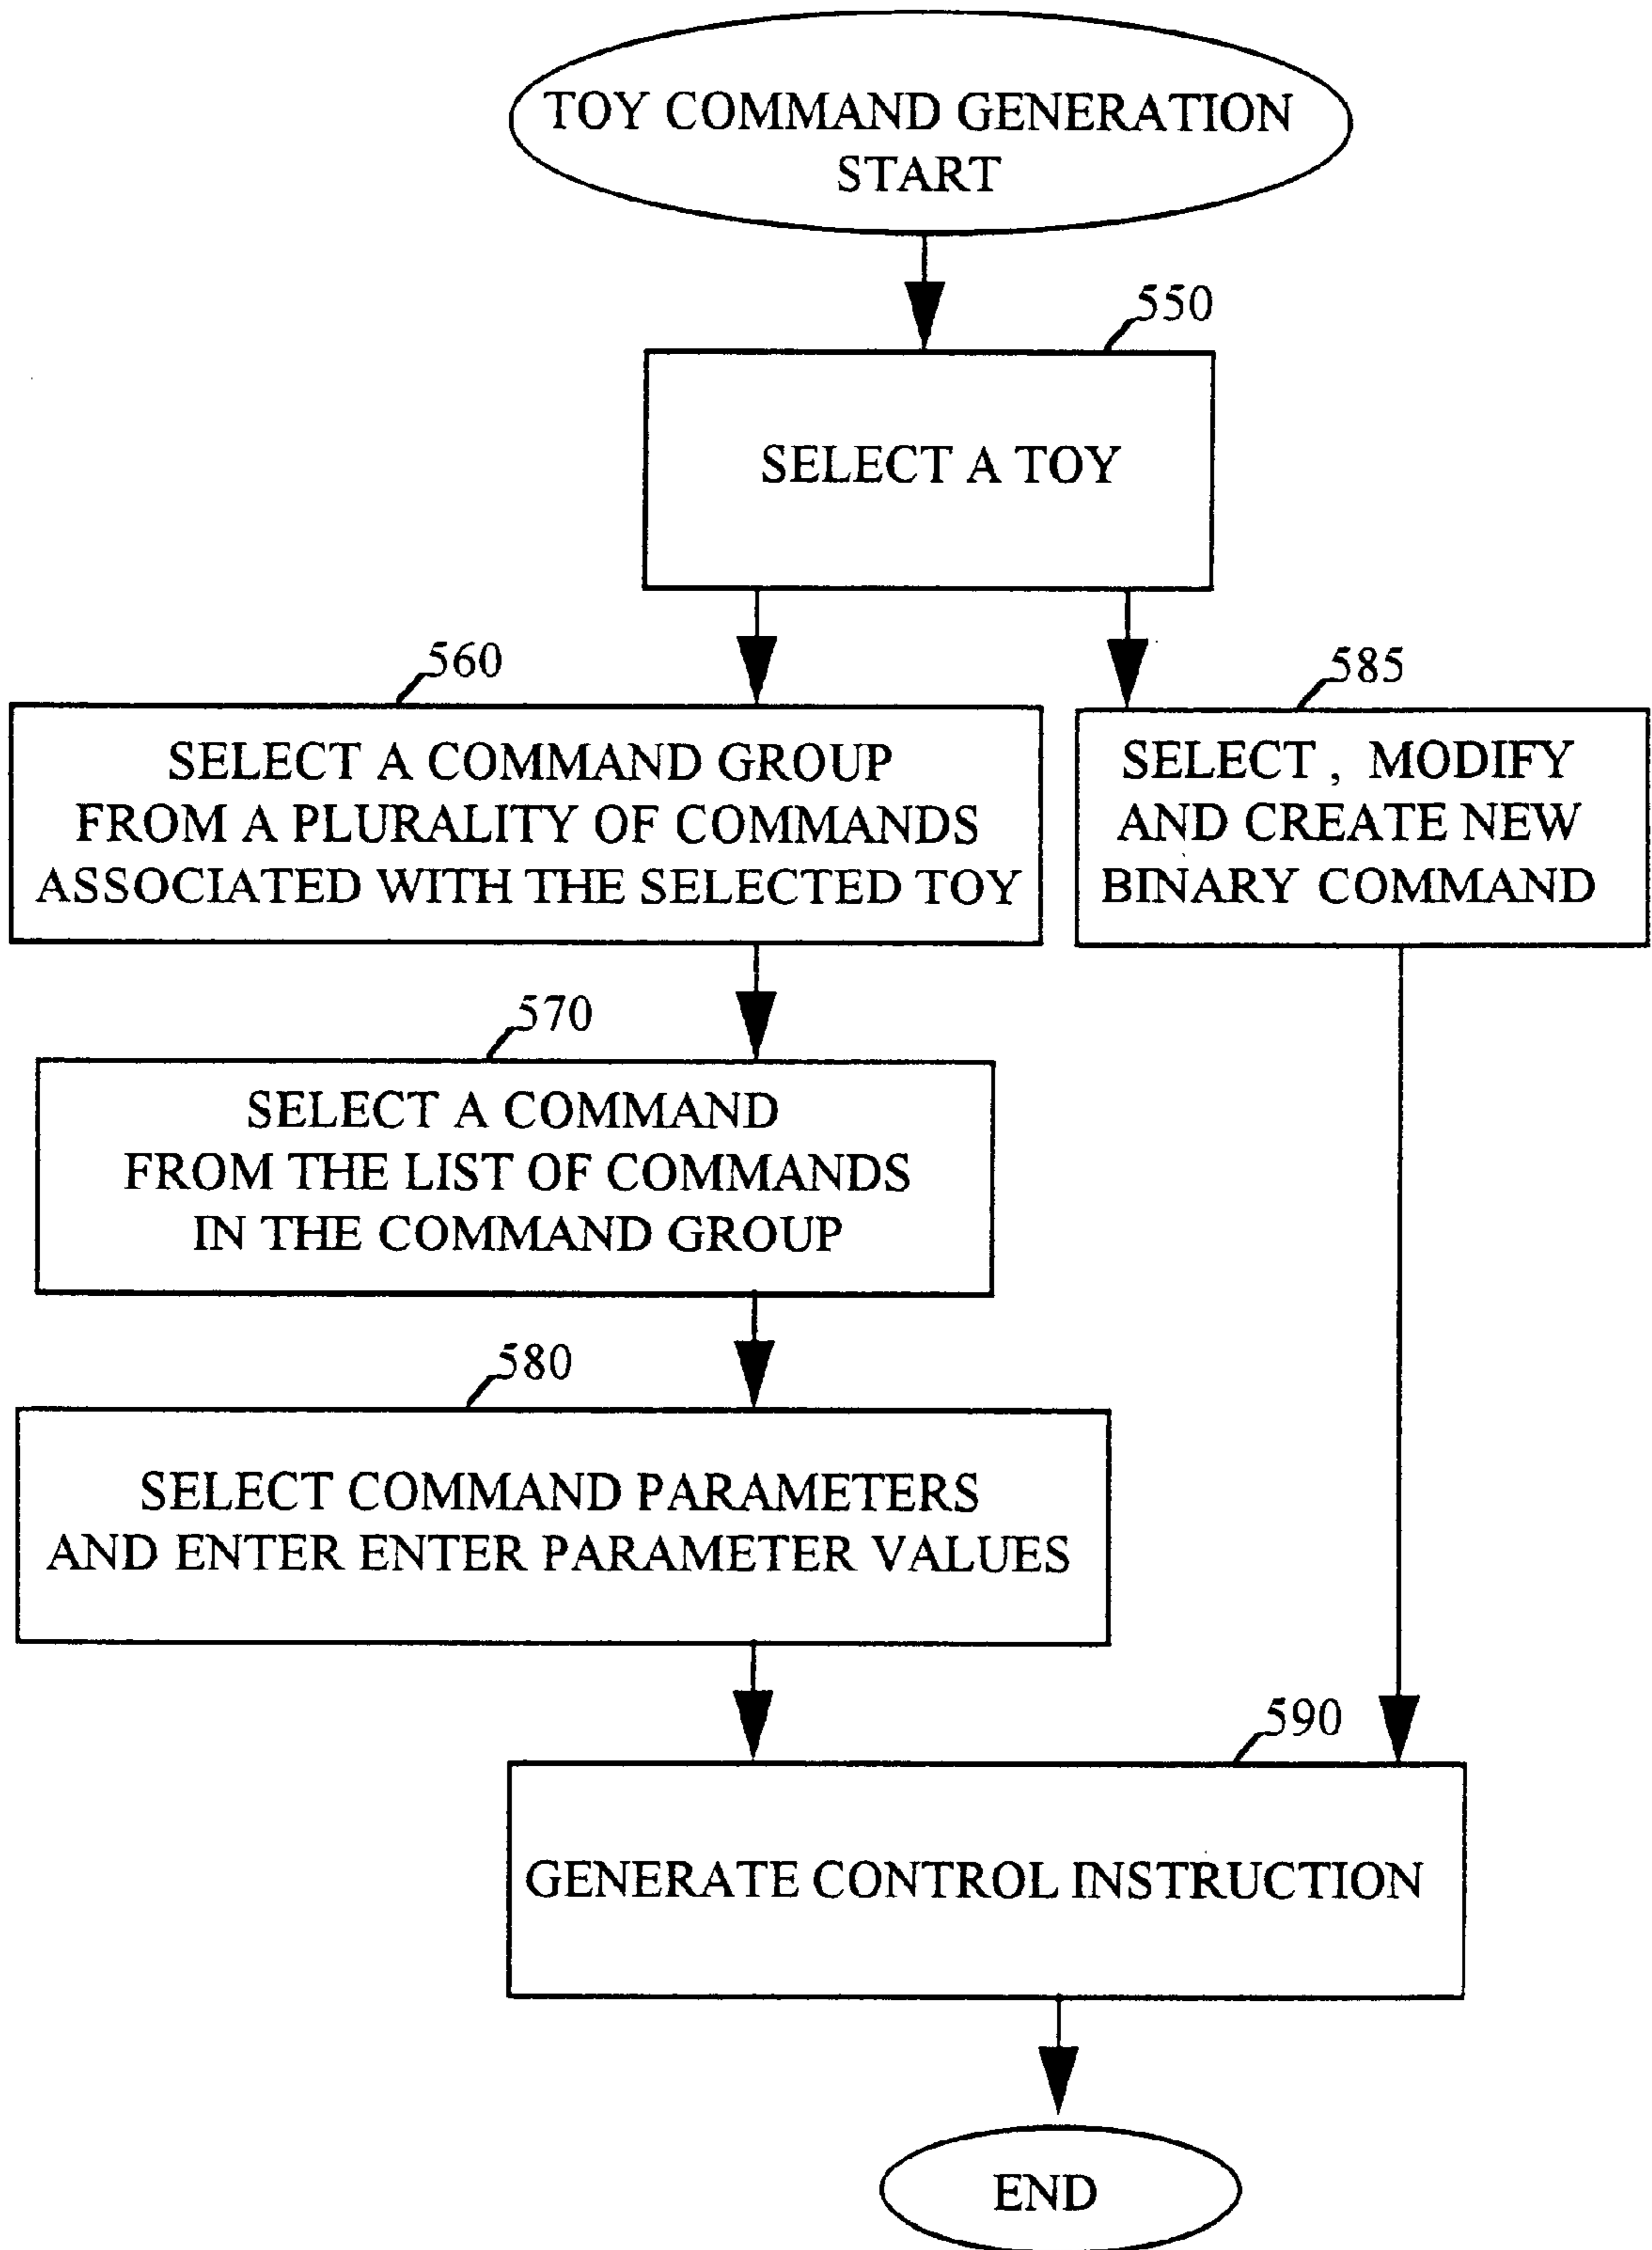 TOY COMMAND GENERATION
START
550
SELECT A TOY
560
SELECT A COMMAND GROUP
FROM A PLURALITY OF COMMANDS
ASSOCIATED WITH THE SELECTED TOY
585
SELECT , MODIFY
AND CREATE NEW
BINARY COMMAND
570
SELECT A COMMAND
FROM THE LIST OF COMMANDS
IN THE COMMAND GROUP
580
SELECT COMMAND PARAMETERS
AND ENTER ENTER PARAMETER VALUES
590
GENERATE CONTROL INSTRUCTION
END